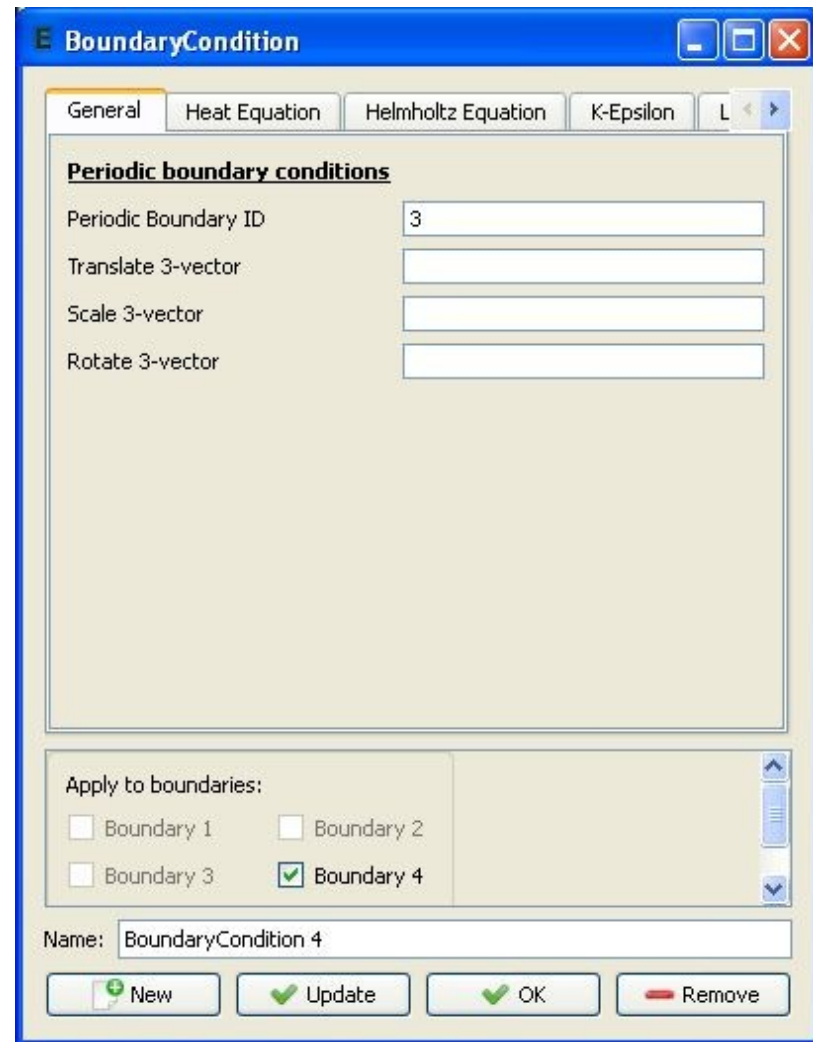 E BoundaryCondition
General Heat Equation Helmholtz Equation K-Epsilon L
Periodic boundary conditions
Periodic Boundary ID 3
Translate 3-vector
Scale 3-vector
Rotate 3-vector
Apply to boundaries:
Boundary 1 Boundary 2
Boundary 3 Boundary 4
Name: BoundaryCondition 4
New Update OK Remove